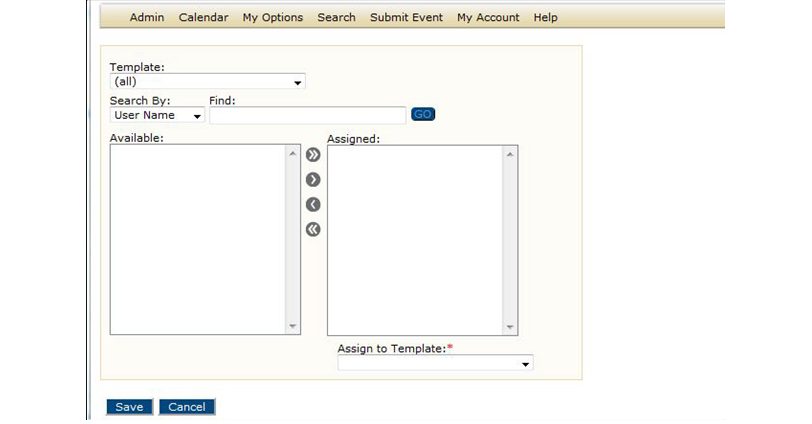 Admin Calendar My Options Search Submit Event My Account Help
Template:
(all)
Search By: Find:
User Name GO
Available: Assigned:
Assign to Template:*
Save Cancel